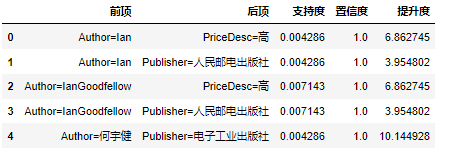 前项 后项 支持度 置信度 提升度
0 Author=Ian PriceDesc=高 0.004286 1.0 6.862745
1 Author=Ian Publisher=人民邮电出版社 0.004286 1.0 3.954802
2 Author=IanGoodfellow PriceDesc=高 0.007143 1.0 6.862745
3 Author=IanGoodfellow Publisher=人民邮电出版社 0.007143 1.0 3.954802
4 Author=何宇健 Publisher=电子工业出版社 0.004286 1.0 10.144928